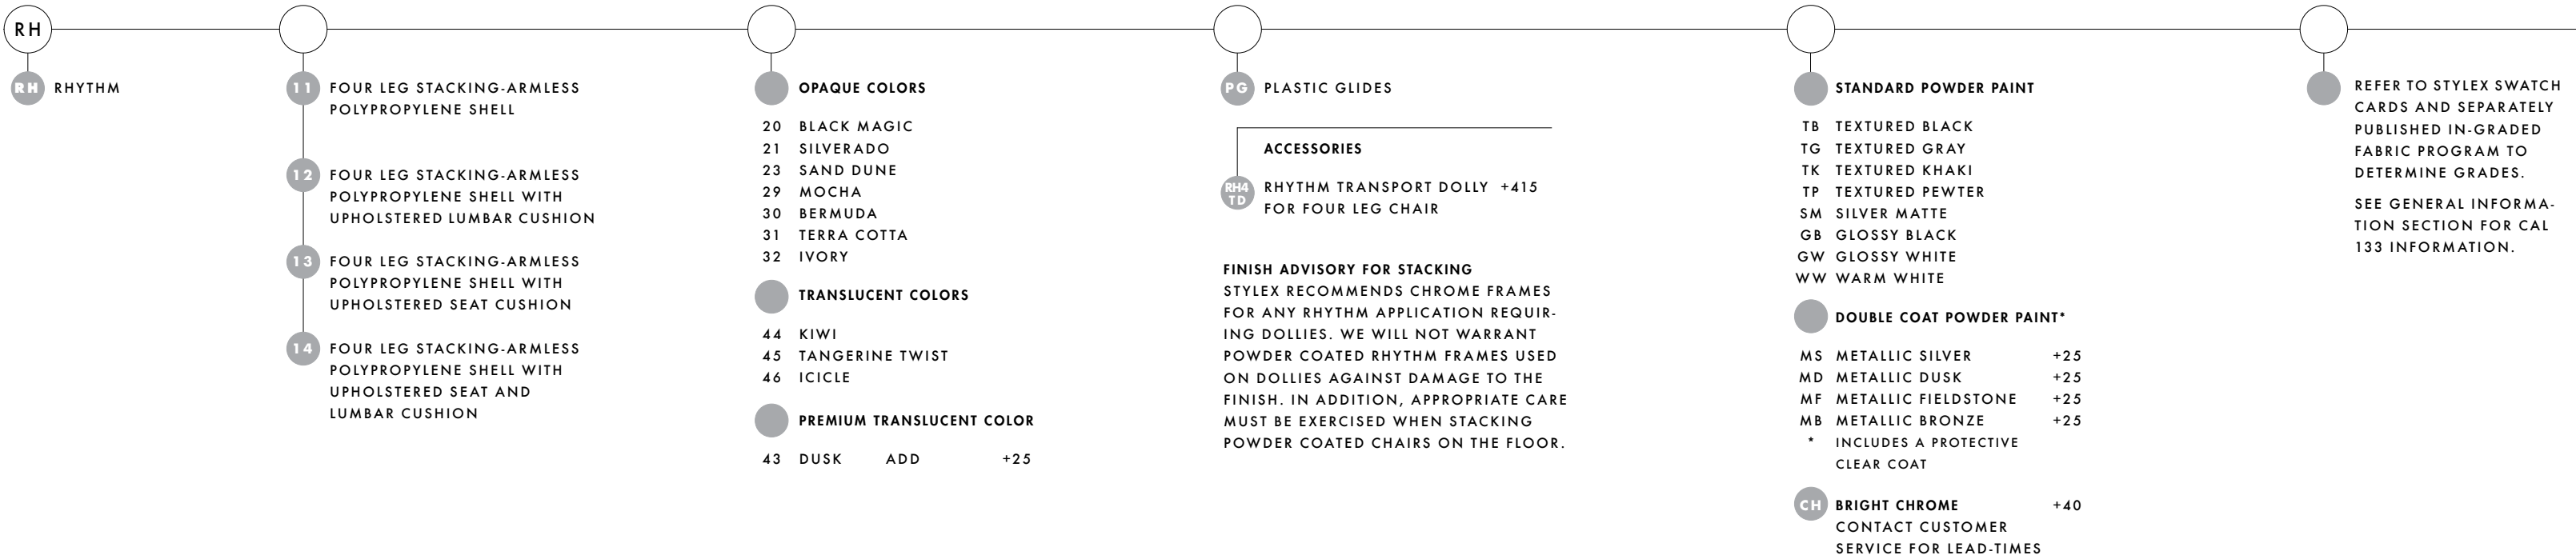 RH
RH RHYTHM
11 FOUR LEG STACKING-ARMLESS
POLYPROPYLENE SHELL
12 FOUR LEG STACKING-ARMLESS
POLYPROPYLENE SHELL WITH
UPHOLSTERED LUMBAR CUSHION
13 FOUR LEG STACKING-ARMLESS
POLYPROPYLENE SHELL WITH
UPHOLSTERED SEAT CUSHION
14 FOUR LEG STACKING-ARMLESS
POLYPROPYLENE SHELL WITH
UPHOLSTERED SEAT AND
LUMBAR CUSHION
OPAQUE COLORS
20 BLACK MAGIC
21 SILVERADO
23 SAND DUNE
29 MOCHA
30 BERMUDA
31 TERRA COTTA
32 IVORY
TRANSLUCENT COLORS
44 KIWI
45 TANGERINE TWIST
46 ICICLE
PREMIUM TRANSLUCENT COLOR
43 DUSK ADD +25
PG PLASTIC GLIDES
ACCESSORIES
RH4
TD
RHYTHM TRANSPORT DOLLY +415
FOR FOUR LEG CHAIR
FINISH ADVISORY FOR STACKING
STYLEX RECOMMENDS CHROME FRAMES
FOR ANY RHYTHM APPLICATION REQUIR-
ING DOLLIES. WE WILL NOT WARRANT
POWDER COATED RHYTHM FRAMES USED
ON DOLLIES AGAINST DAMAGE TO THE
FINISH. IN ADDITION, APPROPRIATE CARE
MUST BE EXERCISED WHEN STACKING
POWDER COATED CHAIRS ON THE FLOOR.
STANDARD POWDER PAINT
TB TEXTURED BLACK
TG TEXTURED GRAY
TK TEXTURED KHAKI
TP TEXTURED PEWTER
SM SILVER MATTE
GB GLOSSY BLACK
GW GLOSSY WHITE
WW WARM WHITE
DOUBLE COAT POWDER PAINT*
MS METALLIC SILVER +25
MD METALLIC DUSK +25
MF METALLIC FIELDSTONE +25
MB METALLIC BRONZE +25
* INCLUDES A PROTECTIVE
CLEAR COAT
CH BRIGHT CHROME +40
CONTACT CUSTOMER
SERVICE FOR LEAD-TIMES
REFER TO STYLEX SWATCH
CARDS AND SEPARATELY
PUBLISHED IN-GRADED
FABRIC PROGRAM TO
DETERMINE GRADES.
SEE GENERAL INFORMA-
TION SECTION FOR CAL
133 INFORMATION.